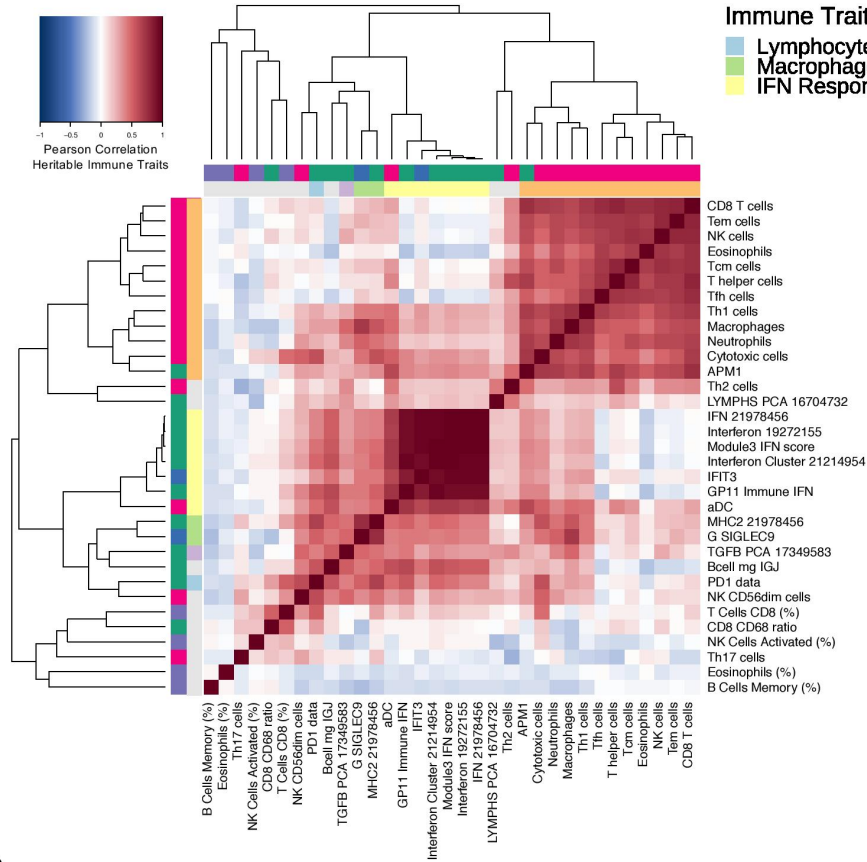 Immune Trait
Lymphocyte
Macrophag
IFN Respor
−1 −0.5 0 0.5 1
Pearson Correlation
Heritable Immune Traits
CD8 T cells
Tem cells
NK cells
Eosinophils
Tcm cells
T helper cells
Tfh cells
Th1 cells
Macrophages
Neutrophils
Cytotoxic cells
APM1
Th2 cells
LYMPHS PCA 16704732
IFN 21978456
Interferon 19272155
Module3 IFN score
Interferon Cluster 21214954
IFIT3
GP11 Immune IFN
aDC
MHC2 21978456
G SIGLEC9
TGFB PCA 17349583
Bcell mg IGJ
PD1 data
NK CD56dim cells
T Cells CD8 (%)
CD8 CD68 ratio
NK Cells Activated (%)
Th17 cells
Eosinophils (%)
B Cells Memory (%)
B Cells Memory (%)
Eosinophils (%)
Th17 cells
NK Cells Activated (%)
CD8 CD68 ratio
T Cells CD8 (%)
NK CD56dim cells
PD1 data
Bcell mg IGJ
TGFB PCA 17349583
G SIGLEC9
MHC2 21978456
aDC
GP11 Immune IFN
IFIT3
Interferon Cluster 21214954
Module3 IFN score
Interferon 19272155
IFN 21978456
LYMPHS PCA 16704732
Th2 cells
APM1
Cytotoxic cells
Neutrophils
Macrophages
Th1 cells
Tfh cells
T helper cells
Tcm cells
Eosinophils
NK cells
Tem cells
CD8 T cells